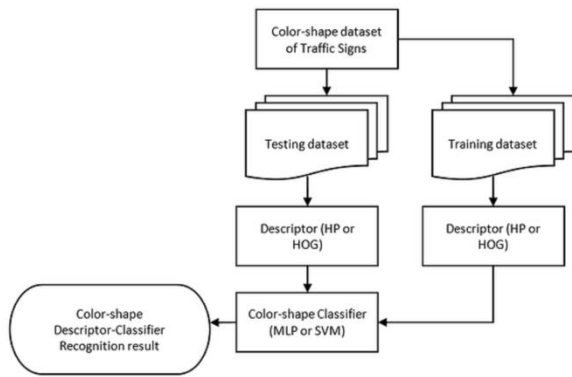 Color-shape dataset
of Traffic Signs
Testing dataset
Training dataset
Descriptor (HP or
HOG)
Descriptor (HP or
HOG)
Color-shape
Descriptor-Classifier
Recognition result
Color-shape Classifier
(MLP or SVM)